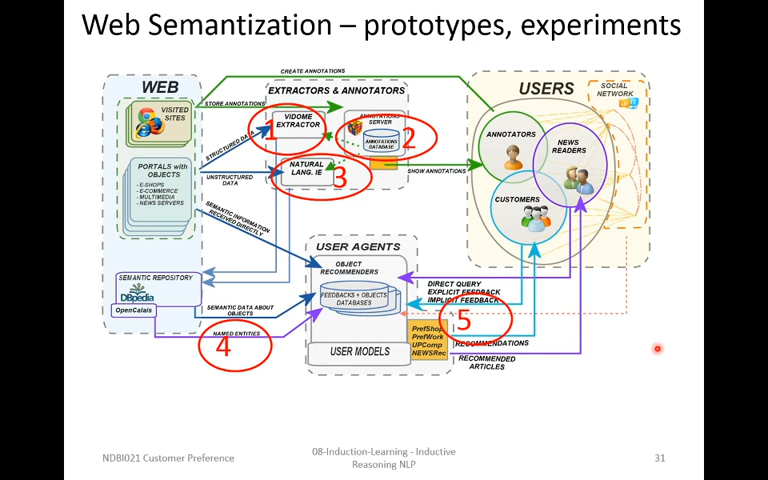 Web Semantization – prototypes, experiments
CREATE ANNOTATIONS
WEB
EXTRACTORS & ANNOTATORS
USERS
SOCIAL
NETWORK
VISITED
SITES
STORE ANNOTATIONS
VIDOME
EXTRACTOR
1
SERVER
ANNOTATIONS
DATABASE
2
ANNOTATORS
NEWS
READERS
STRUCTURED DATA
PORTALS with
OBJECTS
- E-SHOPS
- E-COMMERCE
- MULTIMEDIA
- NEWS SERVERS
UNSTRUCTURED
DATA
NATURAL
LANG. IE
3
SHOW ANNOTATIONS
CUSTOMERS
SEMANTIC INFORMATION
RECEIVED DIRECTLY
USER AGENTS
OBJECT
RECOMMENDERS
FEEDBACKS + OBJECTS
DATABASES
DIRECT QUERY
EXPLICIT FEEDBACK
IMPLICIT FEEDBACK
SEMANTIC REPOSITORY
DBpedia
OpenCalais
SEMANTIC DATA ABOUT
OBJECTS
NAMED ENTITIES
4
5
PrefShop
PrefWork
UPComp
NEWSRec
USER MODELS
RECOMMENDATIONS
RECOMMENDED
ARTICLES
NDBI021 Customer Preference
08-Induction-Learning - Inductive
Reasoning NLP
31